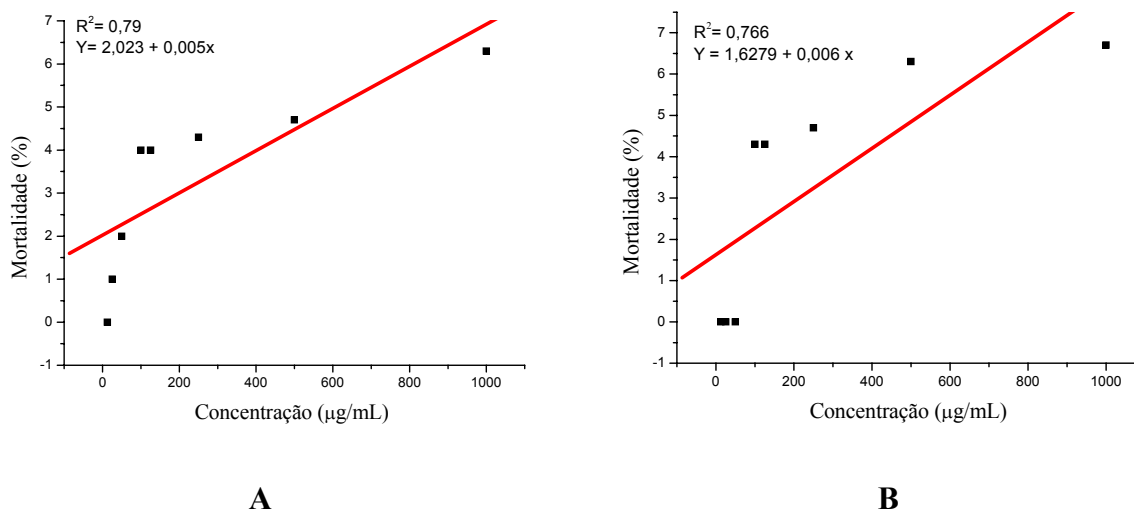 R²= 0,79
Y= 2,023 + 0,005x
7
6
5
4
3
2
1
0
-1
Mortalidade (%)
0 200 400 600 800 1000
Concentração (µg/mL)
A
R²= 0,766
Y = 1,6279 + 0,006 x
7
6
5
4
3
2
1
0
-1
Mortalidade (%)
0 200 400 600 800 1000
Concentração (µg/mL)
B